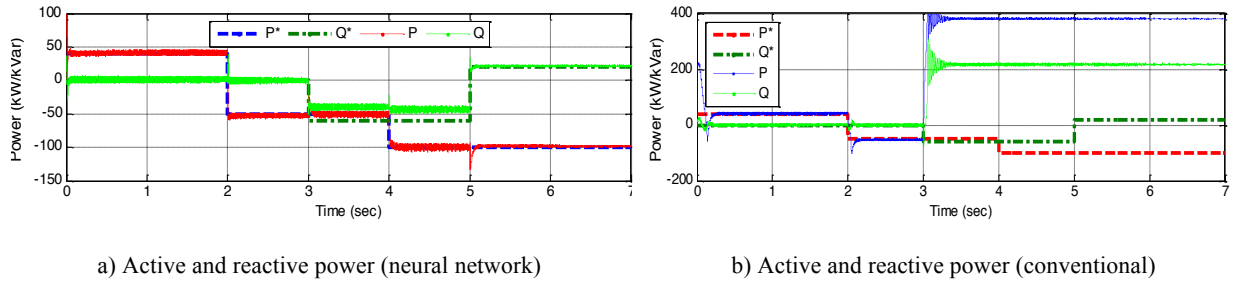 100
50
0
-50
-100
-150
Power (kW/kVar)
P* Q* P Q
0 1 2 3 4 5 6 7
Time (sec)
a) Active and reactive power (neural network)
400
200
0
-200
Power (kW/kVar)
P*
Q*
P
Q
0 1 2 3 4 5 6 7
Time (sec)
b) Active and reactive power (conventional)